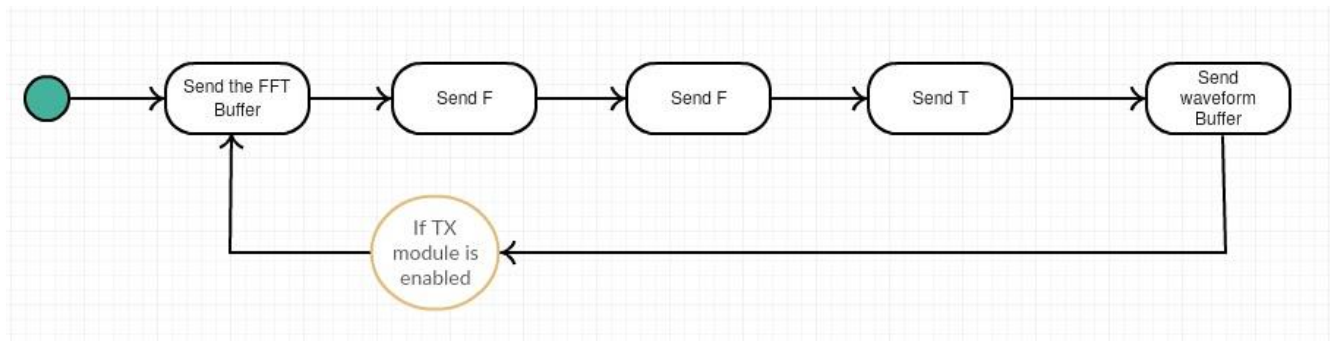 Send the FFT
Buffer
Send F
Send F
Send T
Send
waveform
Buffer
If TX
module is
enabled